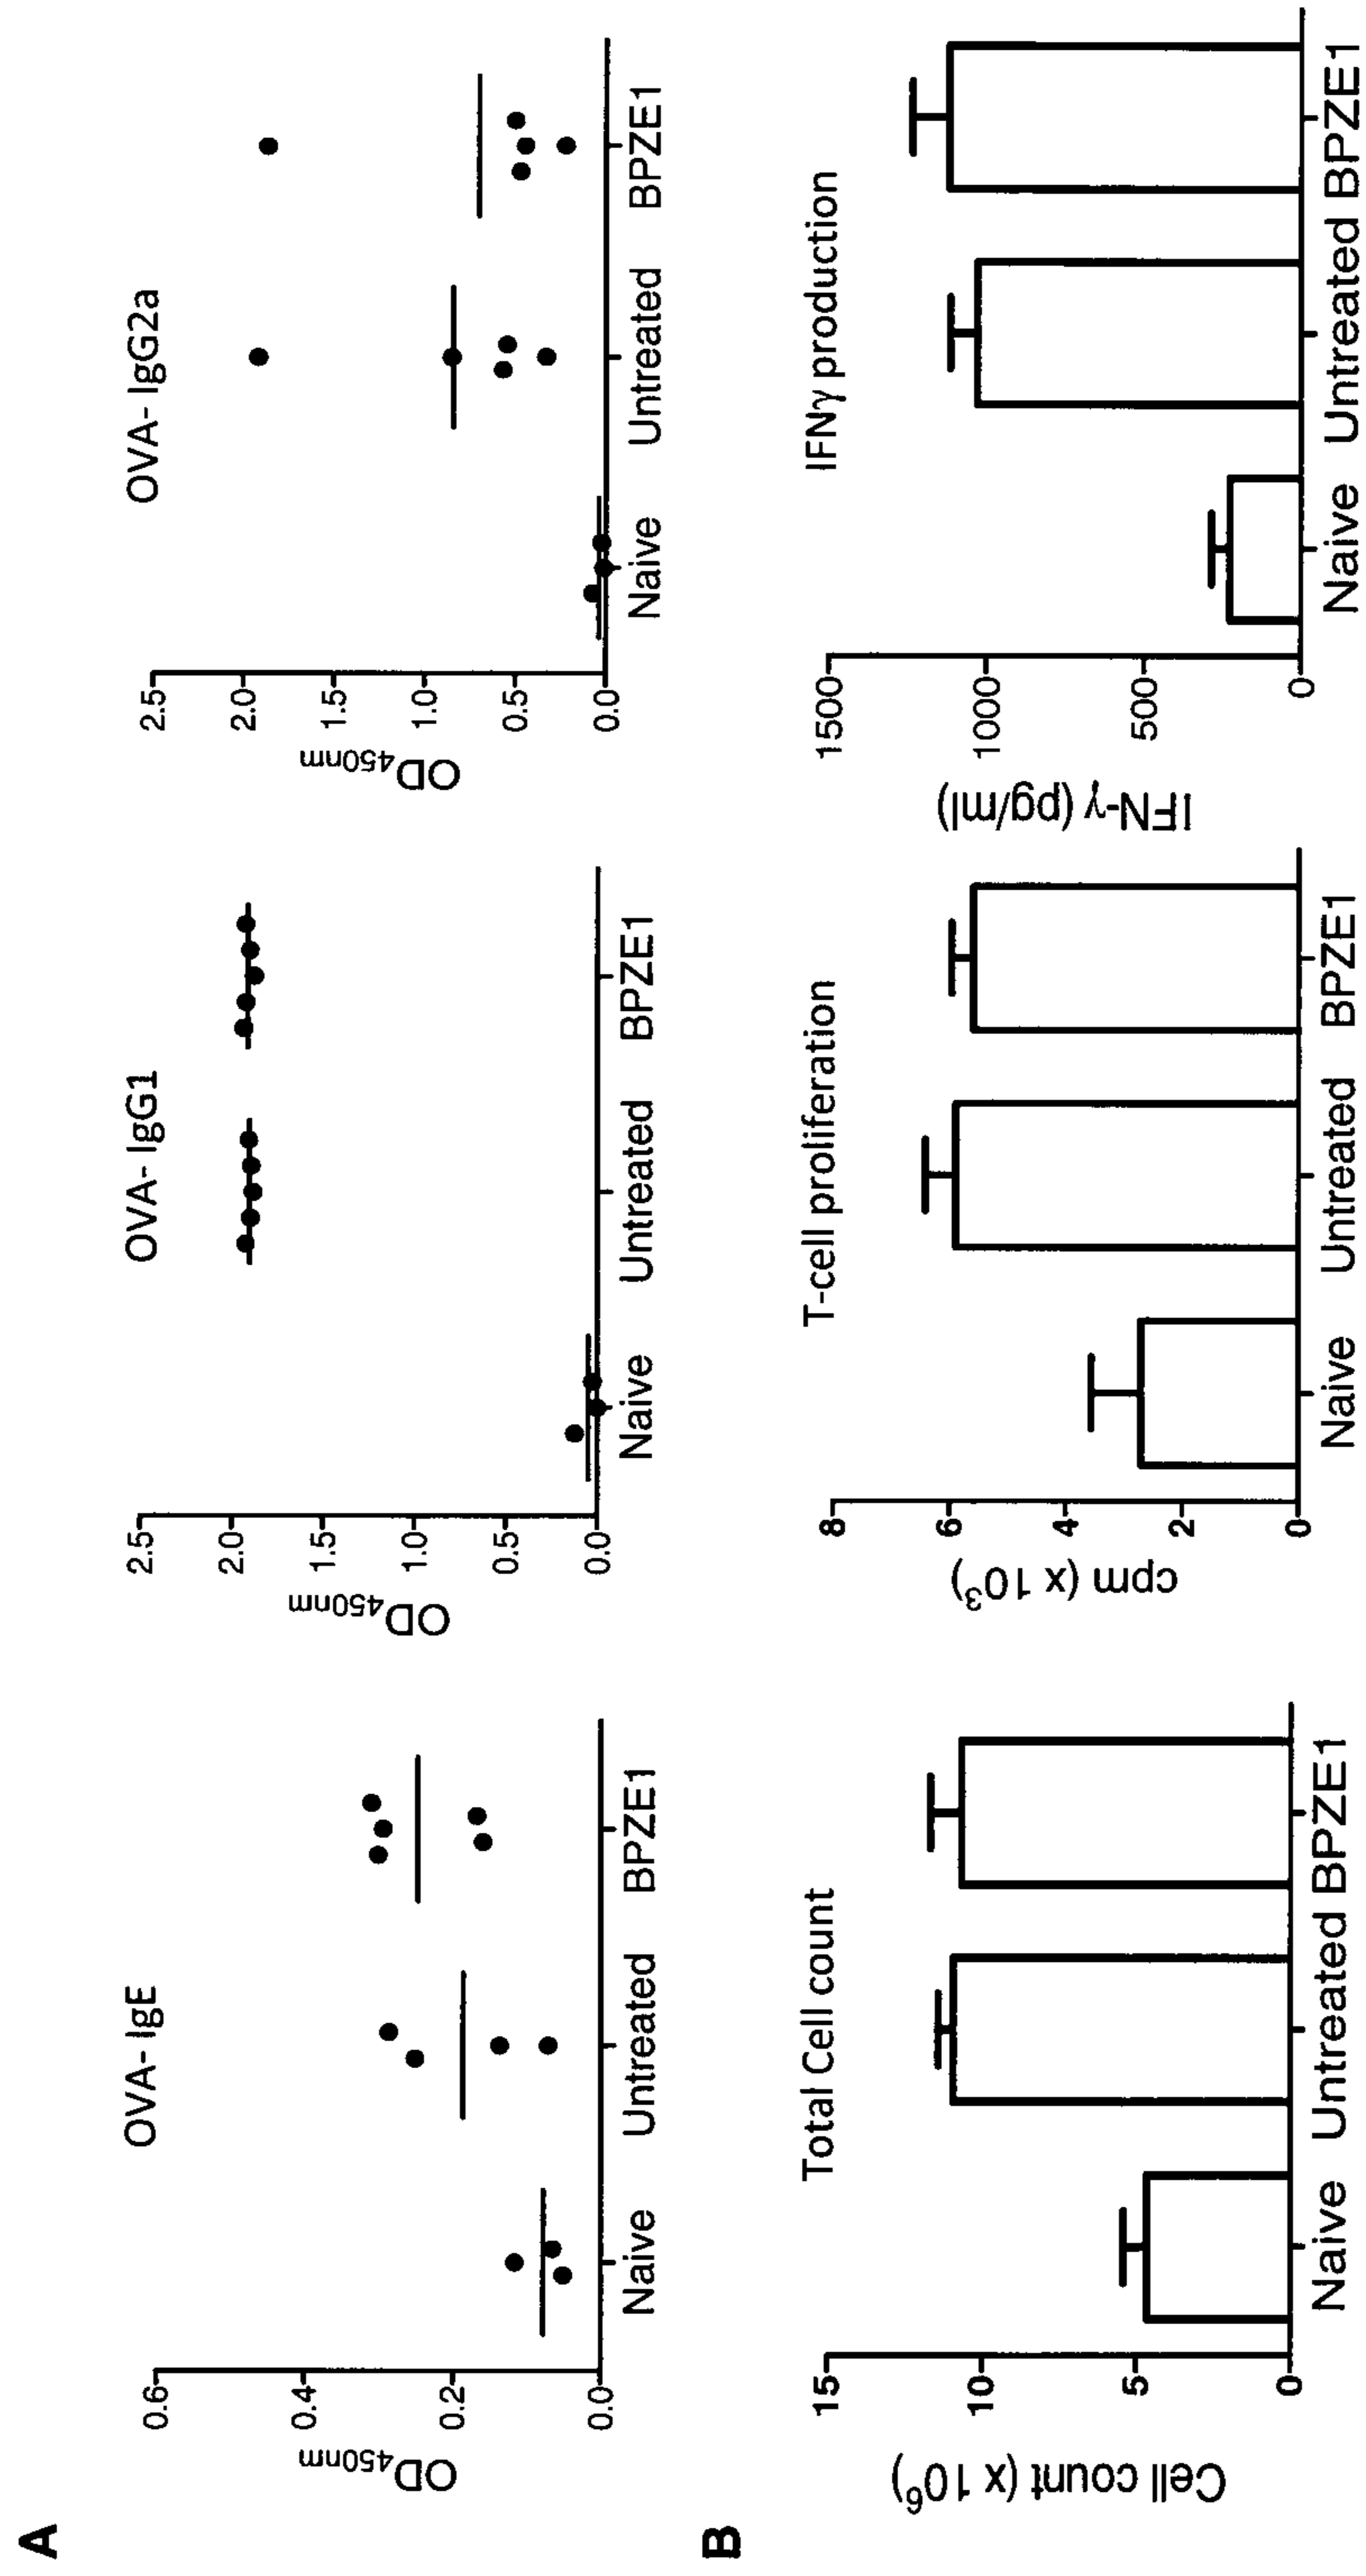 A
OVA- IgE
OD450nm
0.6
0.4
0.2
0.0
Naive Untreated BPZE1
OVA- IgG1
OD450nm
2.5
2.0
1.5
1.0
0.5
0.0
Naive Untreated BPZE1
OVA- IgG2a
OD450nm
2.5
2.0
1.5
1.0
0.5
0.0
Naive Untreated BPZE1
B
Total Cell count
Cell count (x 10⁶)
15
10
5
0
Naive Untreated BPZE1
T-cell proliferation
cpm (x 10³)
8
6
4
2
0
Naive Untreated BPZE1
IFNγ production
IFN-γ (pg/ml)
1500
1000
500
0
Naive Untreated BPZE1